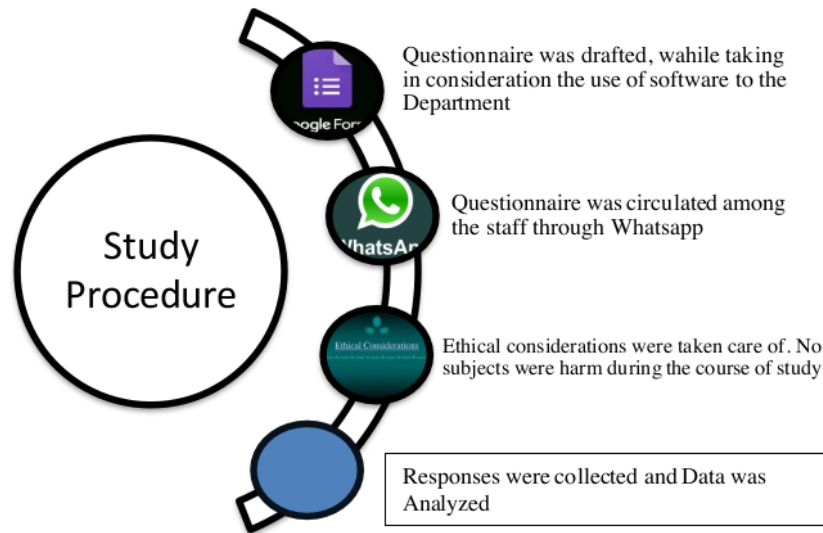 Study
Procedure
oogle For
Questionnaire was drafted, wahile taking
in consideration the use of software to the
Department
WhatsAp
Questionnaire was circulated among
the staff through Whatsapp
Ethical Considerations
Ethical considerations were taken care of. No
subjects were harm during the course of study
Responses were collected and Data was
Analyzed